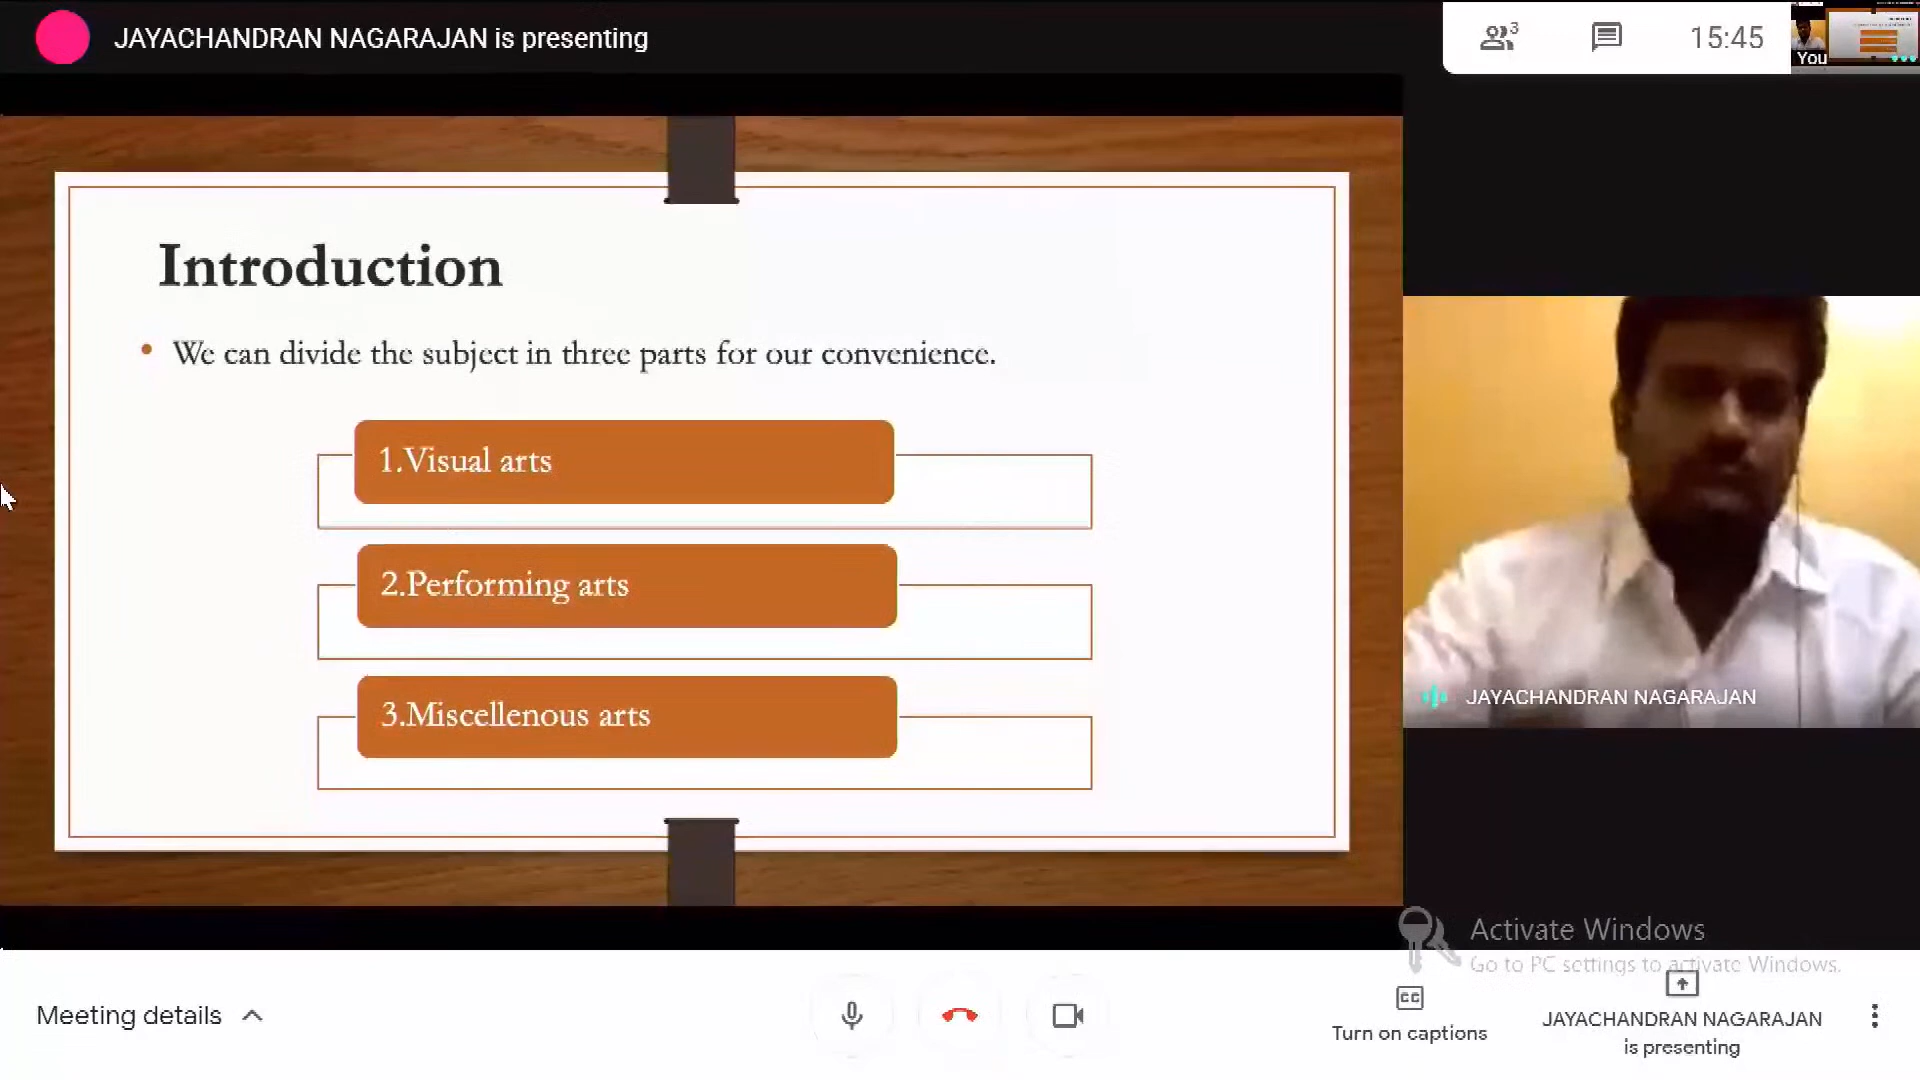 JAYACHANDRAN NAGARAJAN is presenting
3
15:45
You
Introduction
• We can divide the subject in three parts for our convenience.
1.Visual arts
2.Performing arts
3.Miscellenous arts
JAYACHANDRAN NAGARAJAN
Activate Windows
Go to PC settings to activate Windows.
Meeting details
CC
Turn on captions
JAYACHANDRAN NAGARAJAN
is presenting